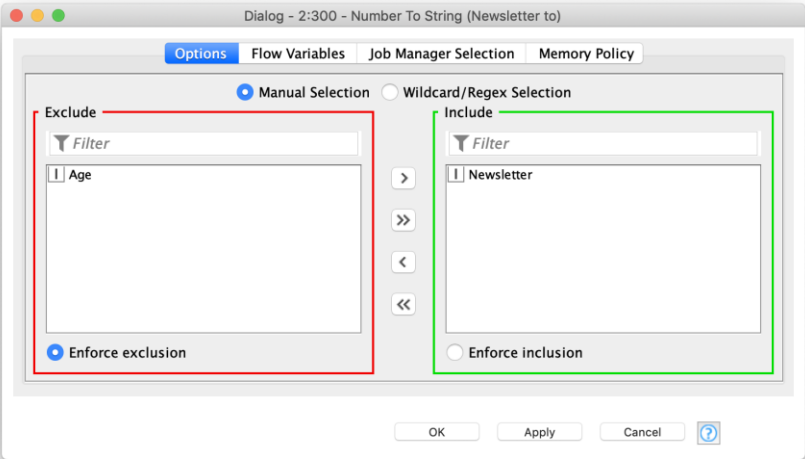 Dialog - 2:300 - Number To String (Newsletter to)
Options Flow Variables Job Manager Selection Memory Policy
Manual Selection Wildcard/Regex Selection
Exclude Include
Filter Filter
I Age I Newsletter
>
>>
<
<<
Enforce exclusion Enforce inclusion
OK Apply Cancel ?